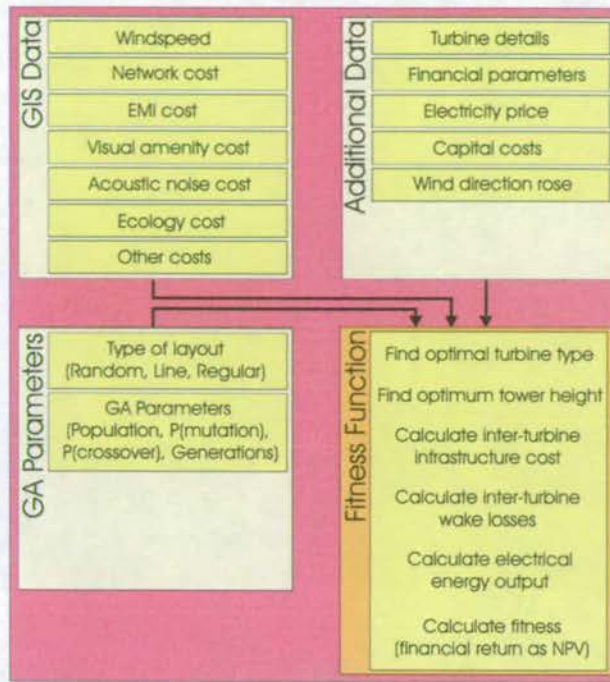 GIS Data
Windspeed
Network cost
EMI cost
Visual amenity cost
Acoustic noise cost
Ecology cost
Other costs
Additional Data
Turbine details
Financial parameters
Electricity price
Capital costs
Wind direction rose
GA Parameters
Type of layout
(Random, Line, Regular)
GA Parameters
(Population, P(mutation),
P(crossover), Generations)
Fitness Function
Find optimal turbine type
Find optimum tower height
Calculate inter-turbine
infrastructure cost
Calculate inter-turbine
wake losses
Calculate electrical
energy output
Calculate fitness
(financial return as NPV)